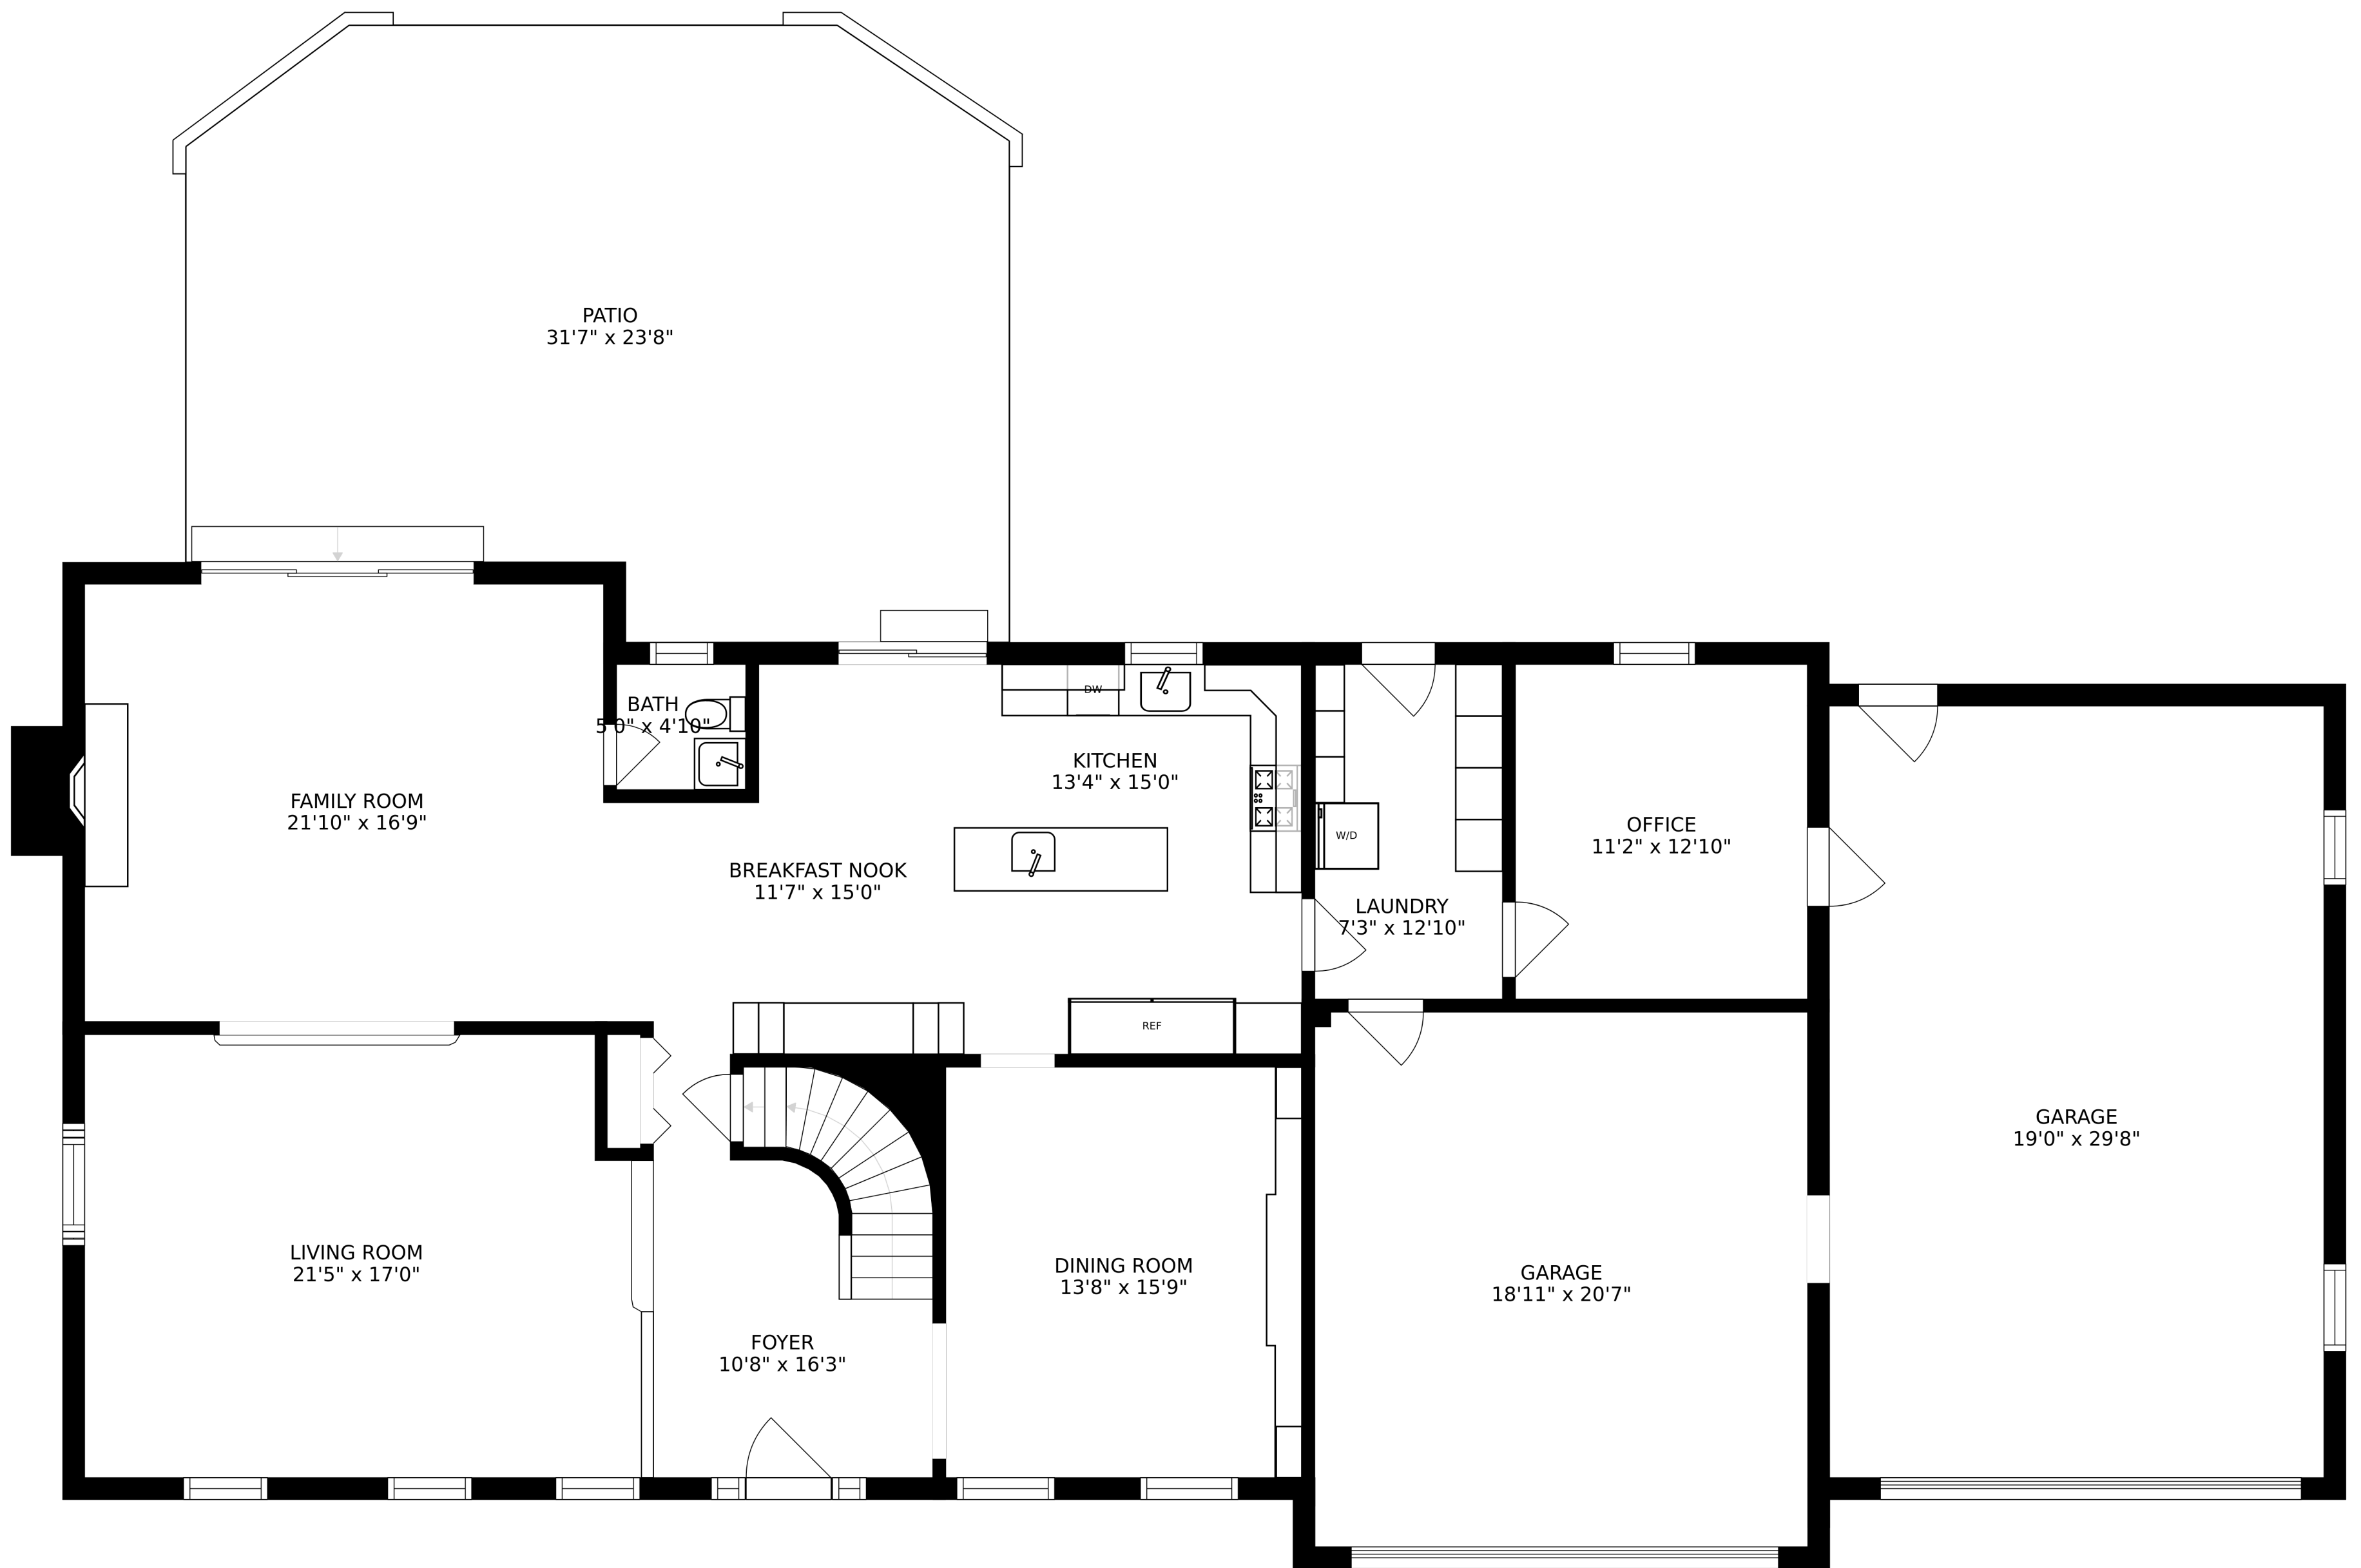 PATIO
31'7" x 23'8"
BATH
5'0" x 4'10"
DW
KITCHEN
13'4" x 15'0"
FAMILY ROOM
21'10" x 16'9"
W/D
OFFICE
11'2" x 12'10"
BREAKFAST NOOK
11'7" x 15'0"
LAUNDRY
7'3" x 12'10"
REF
GARAGE
19'0" x 29'8"
LIVING ROOM
21'5" x 17'0"
DINING ROOM
13'8" x 15'9"
GARAGE
18'11" x 20'7"
FOYER
10'8" x 16'3"